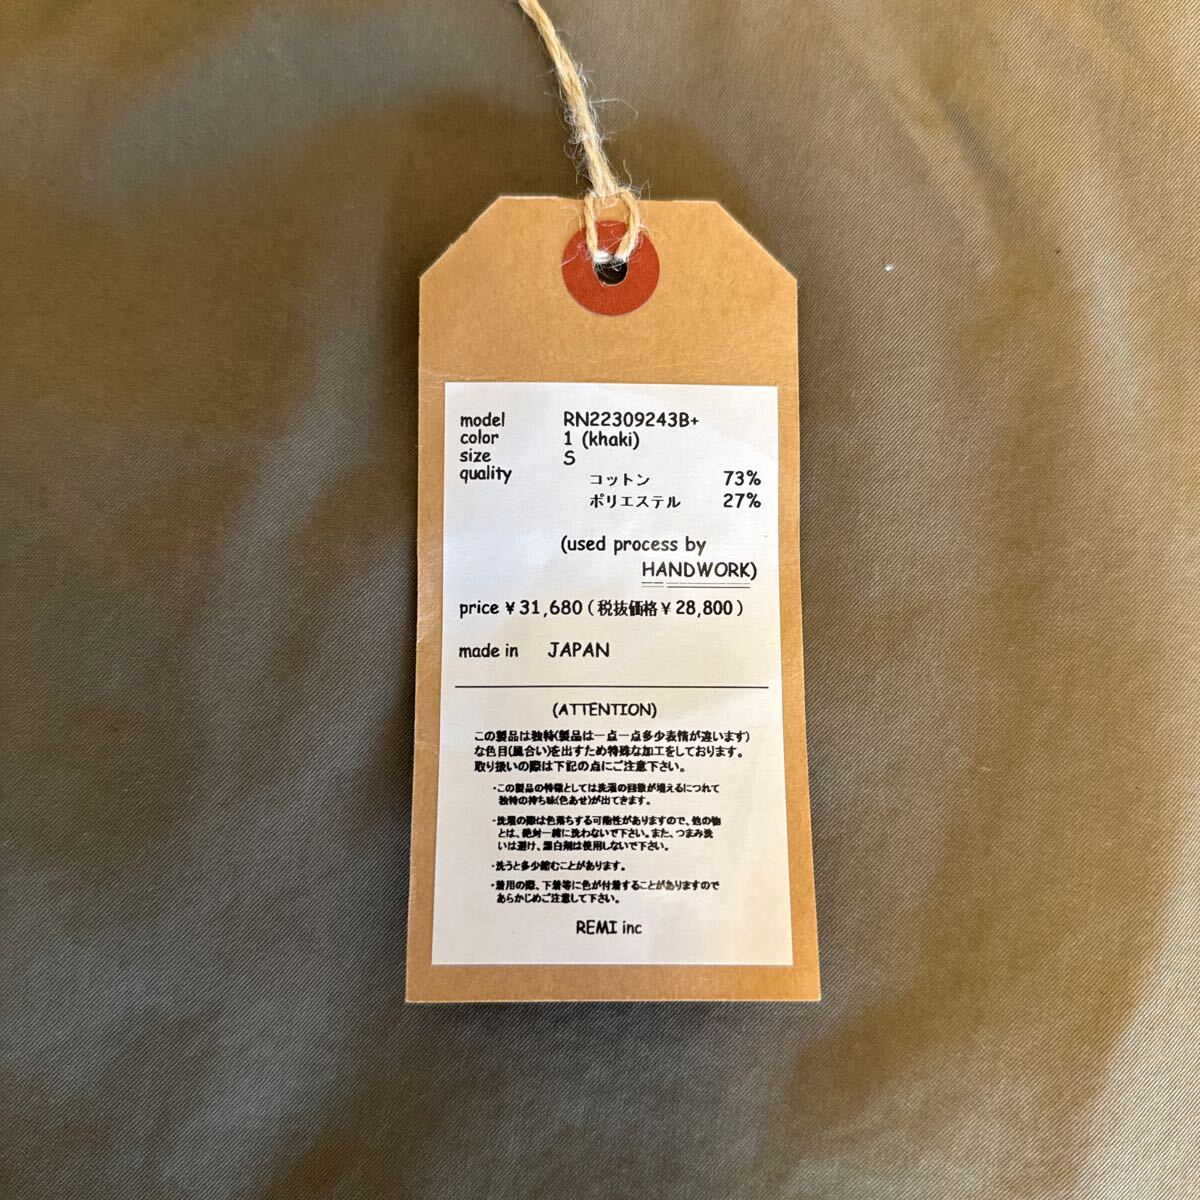 model RN22309243B+
color 1 (khaki)
size S
quality コットン 73%
ポリエステル 27%
(used process by
HANDWORK)
price ¥31,680(税抜価格¥28,800)
made in JAPAN
(ATTENTION)
この製品は独特(製品は一点一点多少表情が違います)
な色目(風合い)を出すため特殊な加工をしております。
取り扱いの際は下記の点にご注意下さい。
・この製品の特徴としては洗濯の回数が増えるにつれて
独特の持ち味(色あせ)が出てきます。
・洗濯の際は色落ちする可能性がありますので、他の物
とは、絶対一緒に洗わないで下さい。また、つまみ洗
いは避け、漂白剤は使用しないで下さい。
・洗うと多少縮むことがあります。
・着用の際、下着等に色が付着することがありますので
あらかじめご注意して下さい。
REMI inc